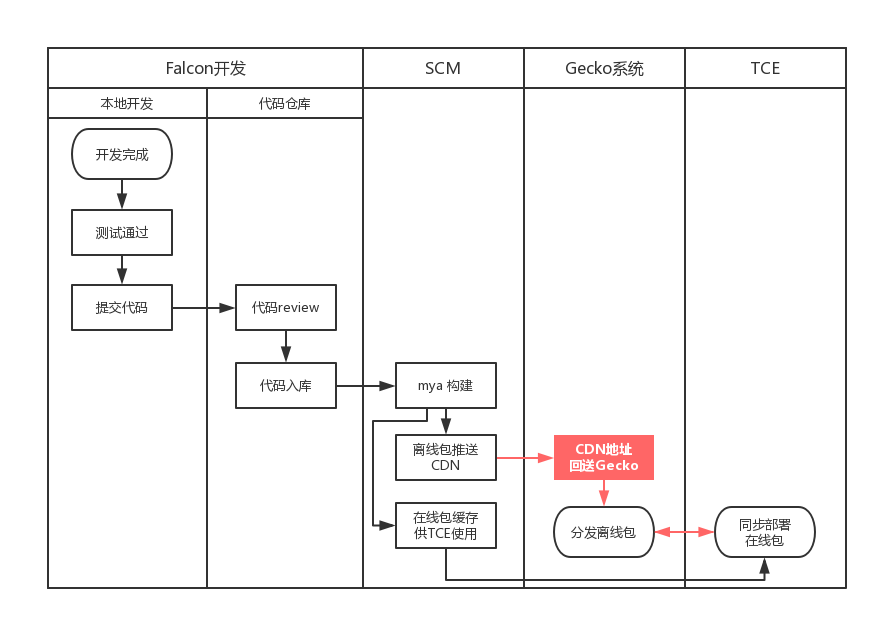 Falcon开发
SCM
Gecko系统
TCE
本地开发
代码仓库
开发完成
测试通过
提交代码
代码review
代码入库
mya 构建
离线包推送
CDN
CDN地址
回送Gecko
在线包缓存
供TCE使用
分发离线包
同步部署
在线包